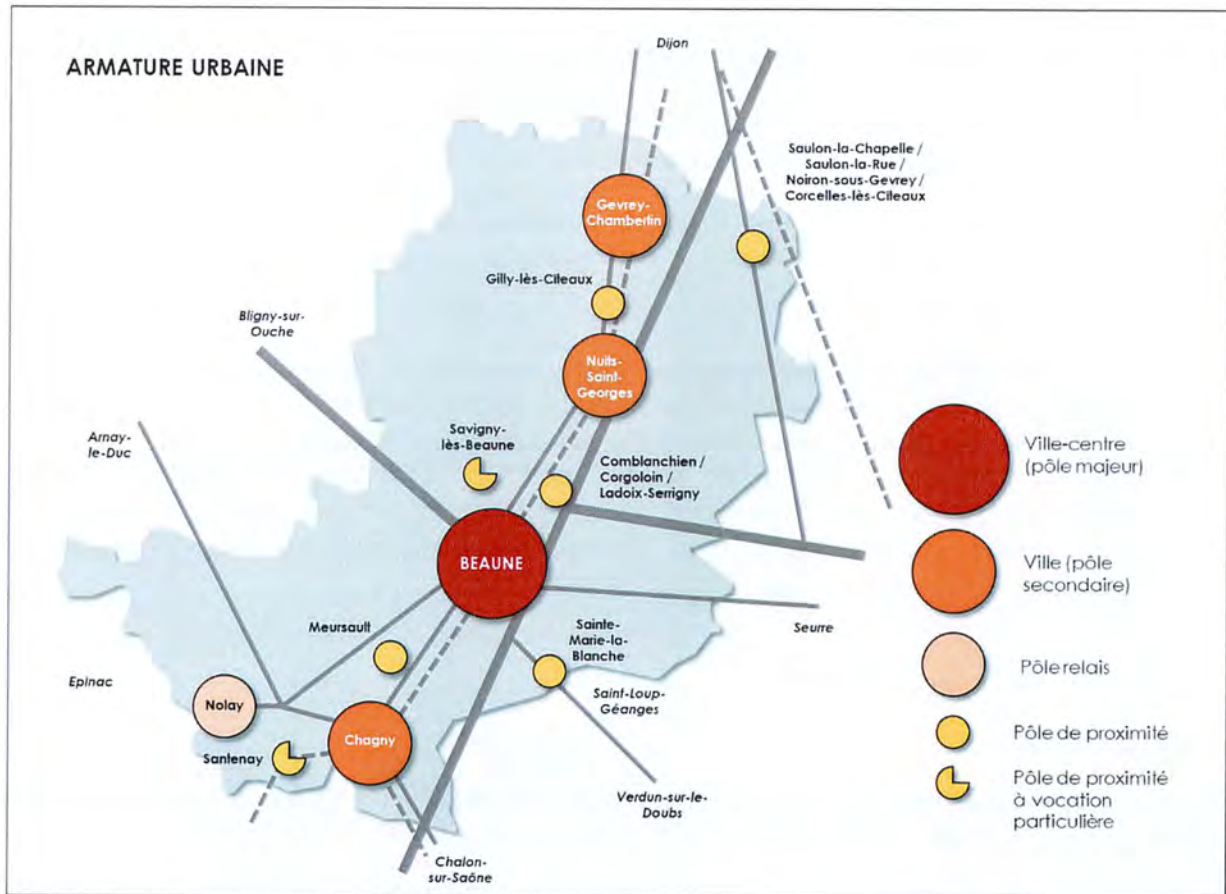 ARMATURE URBAINE
Dijon
Saulon-la-Chapelle /
Saulon-la-Rue /
Noiron-sous-Gevrey /
Corcelles-lès-Cîteaux
Gevrey-
Chambertin
Gilly-lès-Cîteaux
Bligny-sur-
Ouche
Nuits-
Saint-
Georges
Arnay-
le-Duc
Savigny-
lès-Beaune
Comblanchien /
Corgoloin /
Ladoix-Serrigny
BEAUNE
Meursault
Sainte-
Marie-la-
Blanche
Seurre
Epinac
Nolay
Saint-Loup-
Géanges
Chagny
Santenay
Verdun-sur-le-
Doubs
Chalon-
sur-Saône
Ville-centre
(pôle majeur)
Ville (pôle
secondaire)
Pôle relais
Pôle de proximité
Pôle de proximité
à vocation
particulière